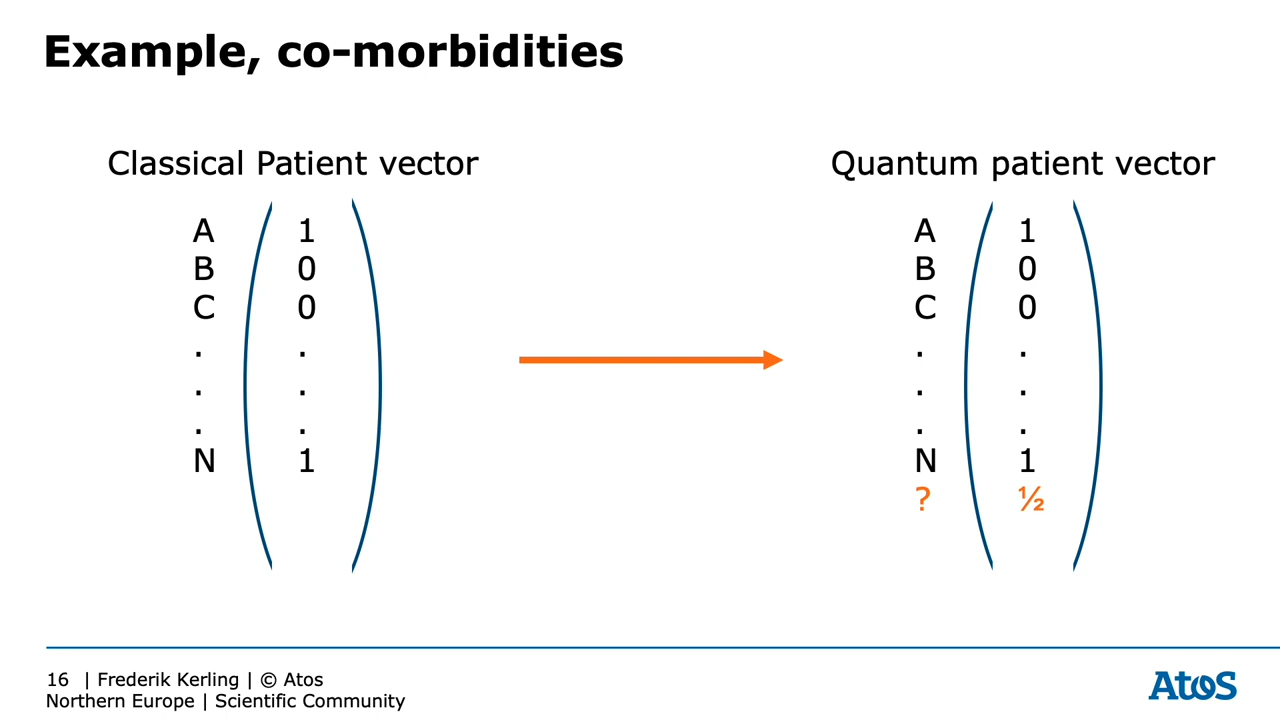 Example, co-morbidities
Classical Patient vector
A 1
B 0
C 0
. .
. .
. .
N 1
Quantum patient vector
A 1
B 0
C 0
. .
. .
. .
N 1
? ½
16 | Frederik Kerling | © Atos
Northern Europe | Scientific Community
Atos